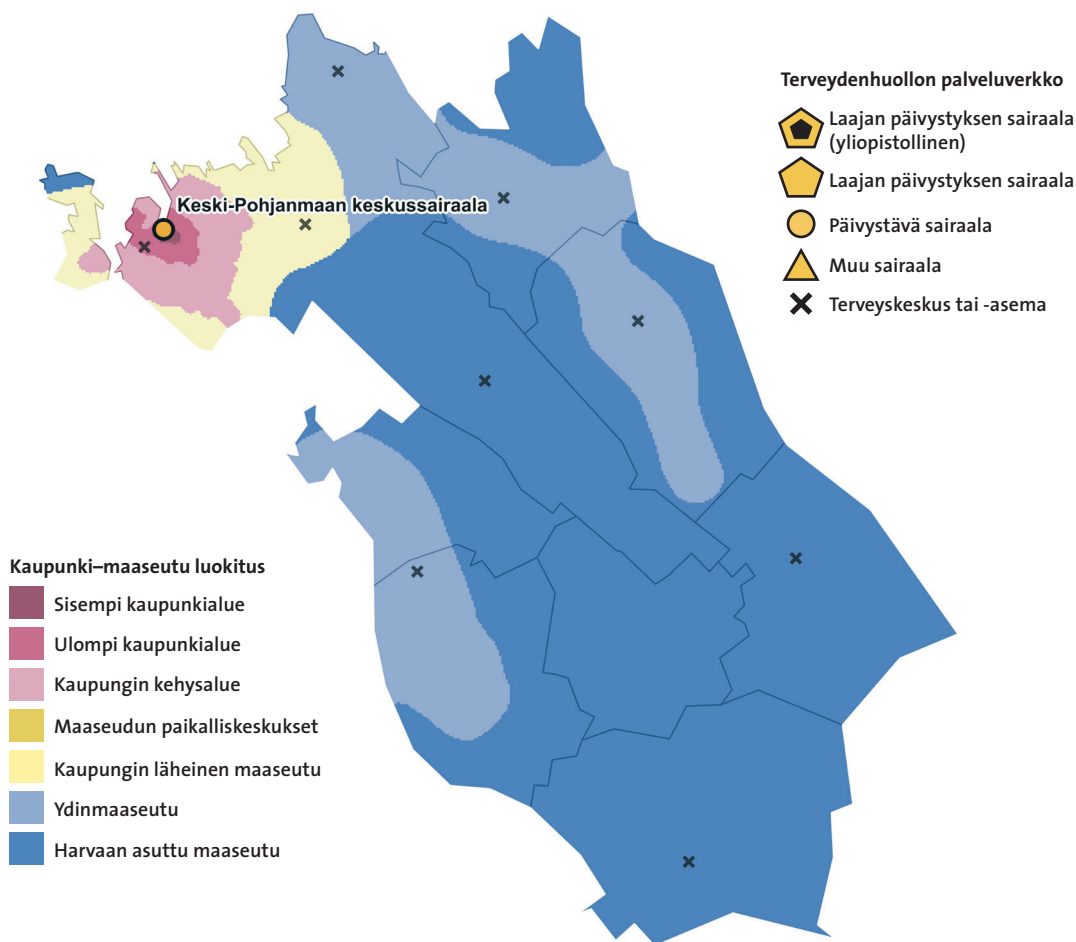 Keski-Pohjanmaan keskussairaala
Terveydenhuollon palveluverkko
Laajan päivystyksen sairaala
(yliopistollinen)
Laajan päivystyksen sairaala
Päivystävä sairaala
Muu sairaala
Terveyskeskus tai -asema
Kaupunki–maaseutu luokitus
Sisempi kaupunkialue
Ulompi kaupunkialue
Kaupungin kehysalue
Maaseudun paikalliskeskukset
Kaupungin läheinen maaseutu
Ydinmaaseutu
Harvaan asuttu maaseutu